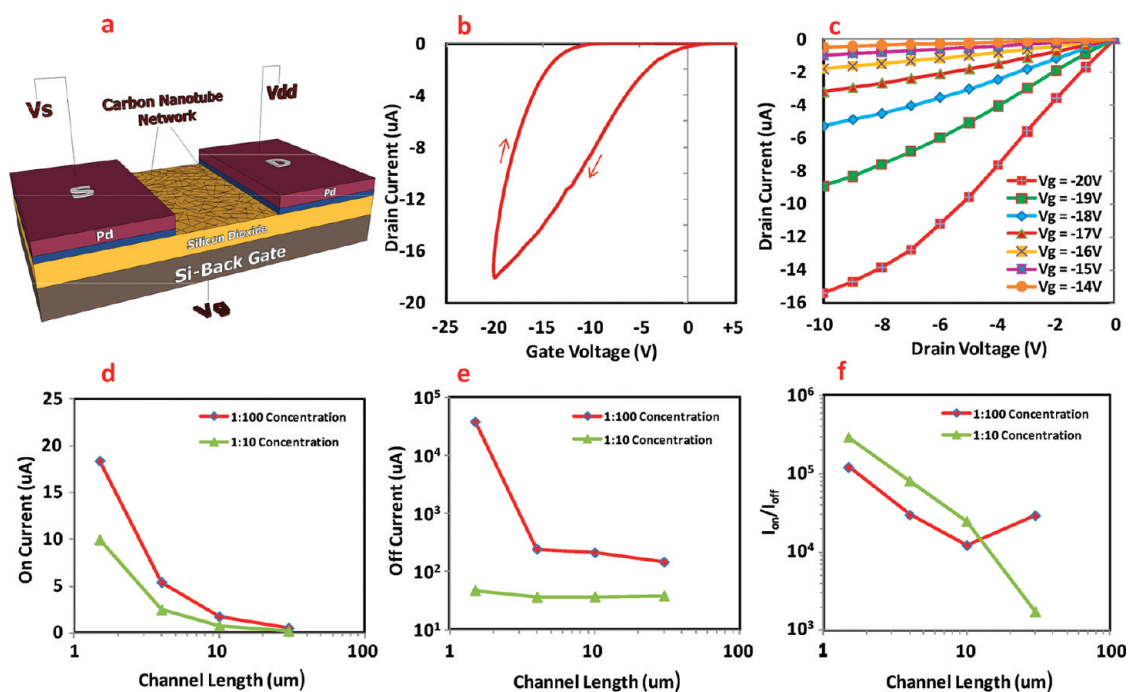 a
Vs
Carbon Nanotube
Network
Vdd
S
D
Pd
Pd
Silicon Dioxide
Si-Back Gate
Vg
b
0
-4
-8
-12
-16
-20
Drain Current (uA)
-25 -20 -15 -10 -5 0 +5
Gate Voltage (V)
c
0
-2
-4
-6
-8
-10
-12
-14
-16
Drain Current (uA)
Vg = -20V
Vg = -19V
Vg = -18V
Vg = -17V
Vg = -16V
Vg = -15V
Vg = -14V
-10 -8 -6 -4 -2 0
Drain Voltage (V)
d
25
20
15
10
5
0
On Current (uA)
1:100 Concentration
1:10 Concentration
1 10 100
Channel Length (um)
e
10⁵
10⁴
10³
10²
10¹
Off Current (uA)
1:100 Concentration
1:10 Concentration
1 10 100
Channel Length (um)
f
10⁶
10⁵
10⁴
10³
Ion/Ioff
1:100 Concentration
1:10 Concentration
1 10 100
Channel Length (um)